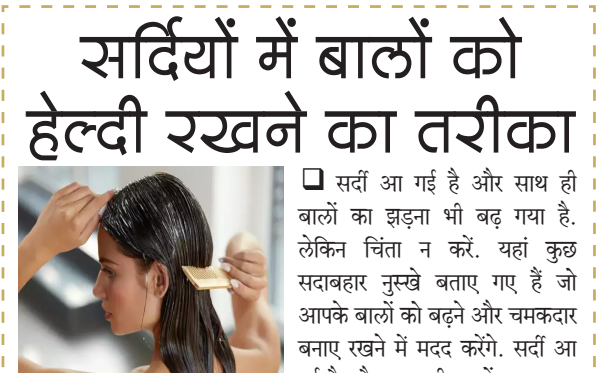 सर्दियों में बालों को
हेल्दी रखने का तरीका
❑ सर्दी आ गई है और साथ ही
बालों का झड़ना भी बढ़ गया है.
लेकिन चिंता न करें. यहां कुछ
सदाबहार नुस्खे बताए गए हैं जो
आपके बालों को बढ़ने और चमकदार
बनाए रखने में मदद करेंगे. सर्दी आ